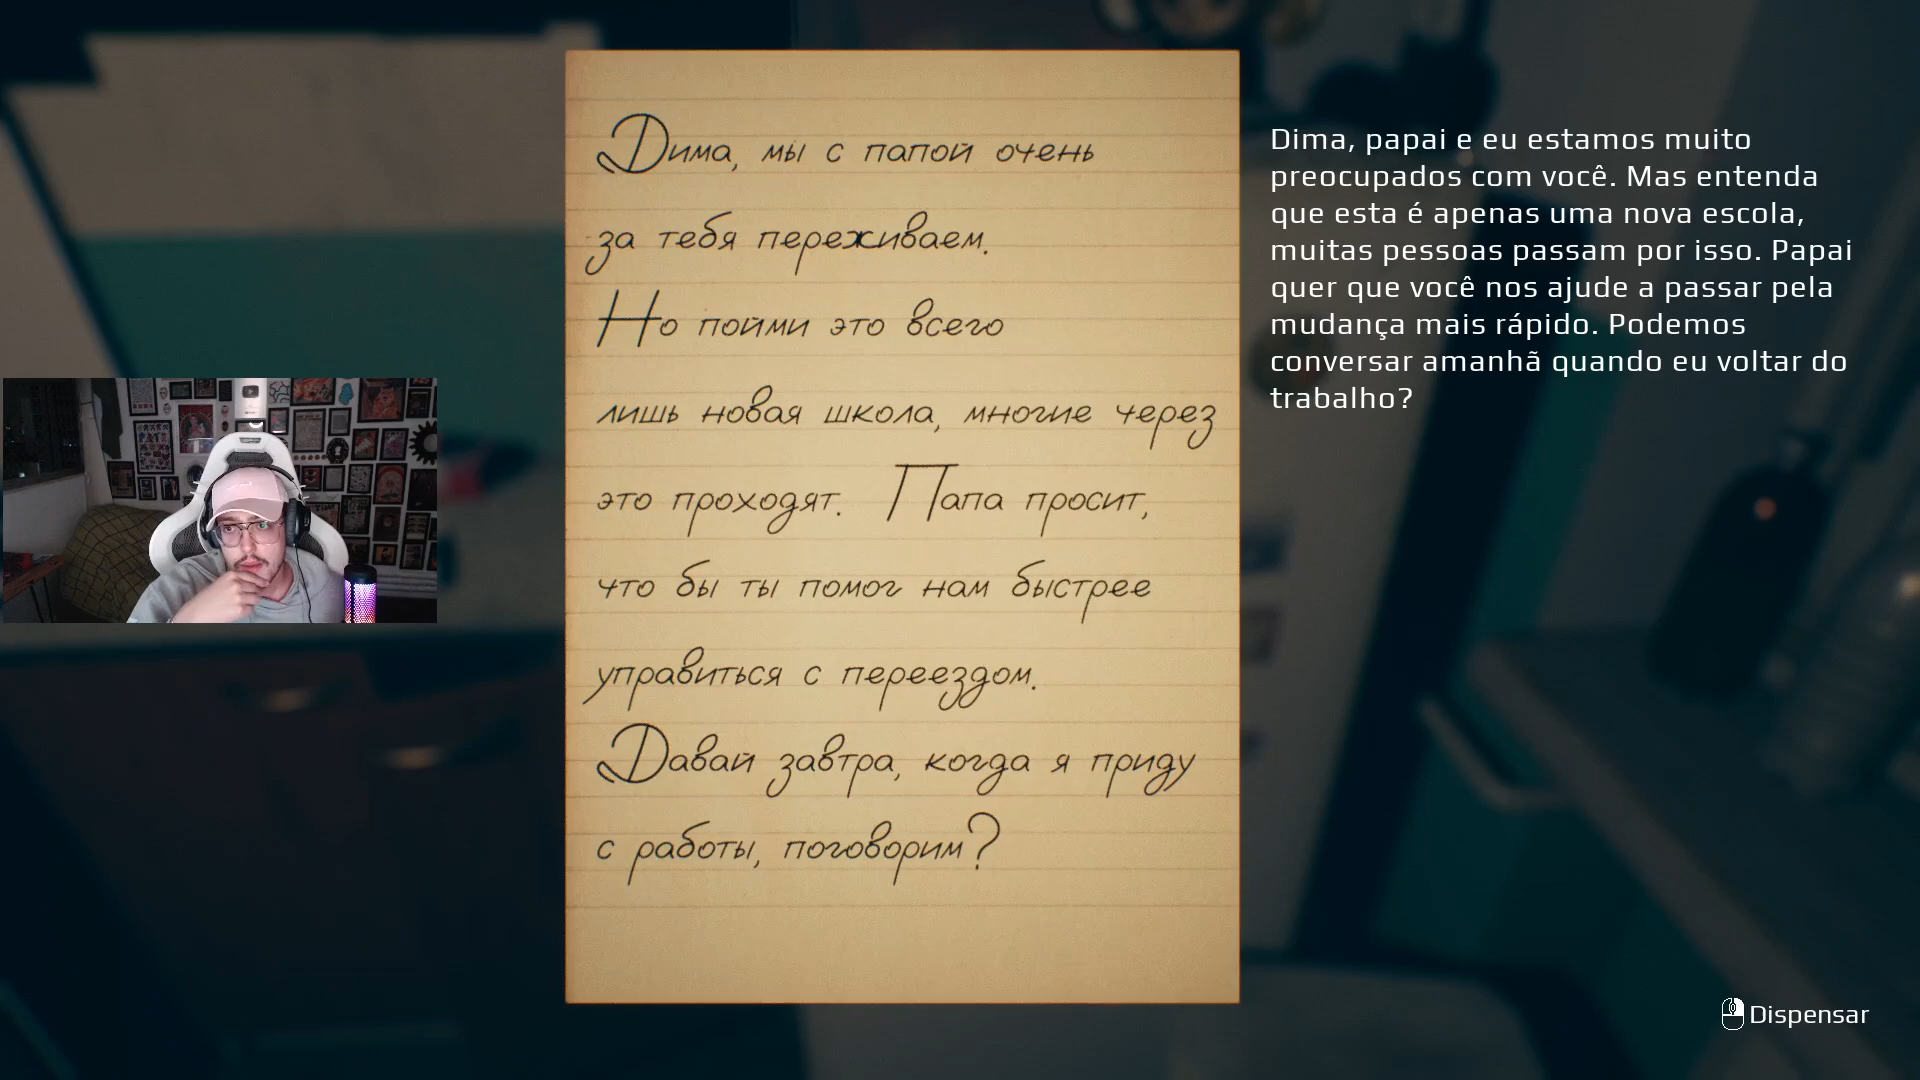 Дима, мы с папой очень
за тебя переживаем.
Но пойми это всего
лишь новая школа, многие через
это проходят. Папа просит,
что бы ты помог нам быстрее
управиться с переездом.
Давай завтра, когда я приду
с работы, поговорим?
Dima, papai e eu estamos muito
preocupados com você. Mas entenda
que esta é apenas uma nova escola,
muitas pessoas passam por isso. Papai
quer que você nos ajude a passar pela
mudança mais rápido. Podemos
conversar amanhã quando eu voltar do
trabalho?
Dispensar